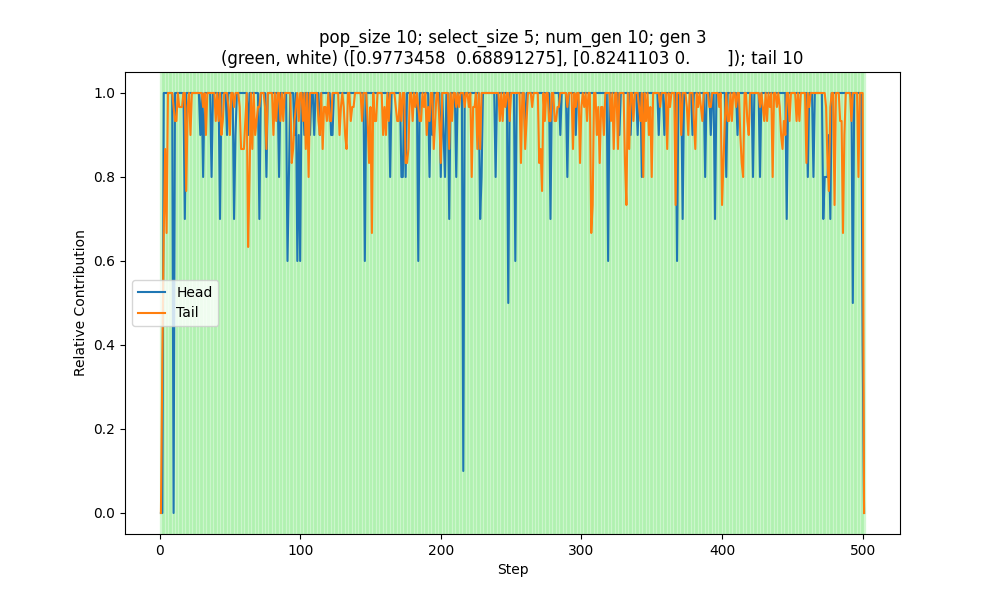 pop_size 10; select_size 5; num_gen 10; gen 3
(green, white) ([0.9773458  0.68891275], [0.8241103 0.        ]); tail 10
1.0
0.8
0.6
0.4
0.2
0.0
Relative Contribution
Head
Tail
0
100
200
300
400
500
Step